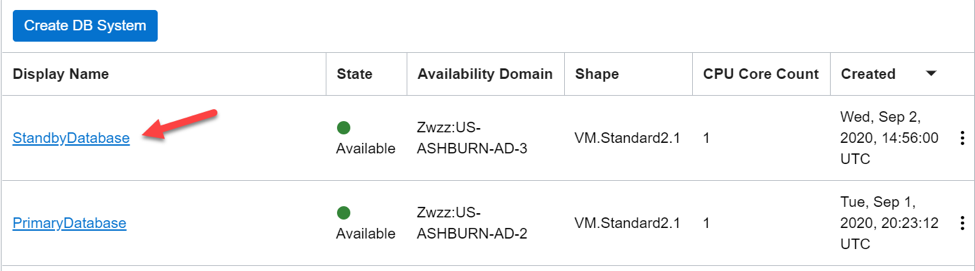 Create DB System
Display Name State Availability Domain Shape CPU Core Count Created
StandbyDatabase Available Zwzz:US-ASHBURN-AD-3 VM.Standard2.1 1 Wed, Sep 2, 2020, 14:56:00 UTC
PrimaryDatabase Available Zwzz:US-ASHBURN-AD-2 VM.Standard2.1 1 Tue, Sep 1, 2020, 20:23:12 UTC